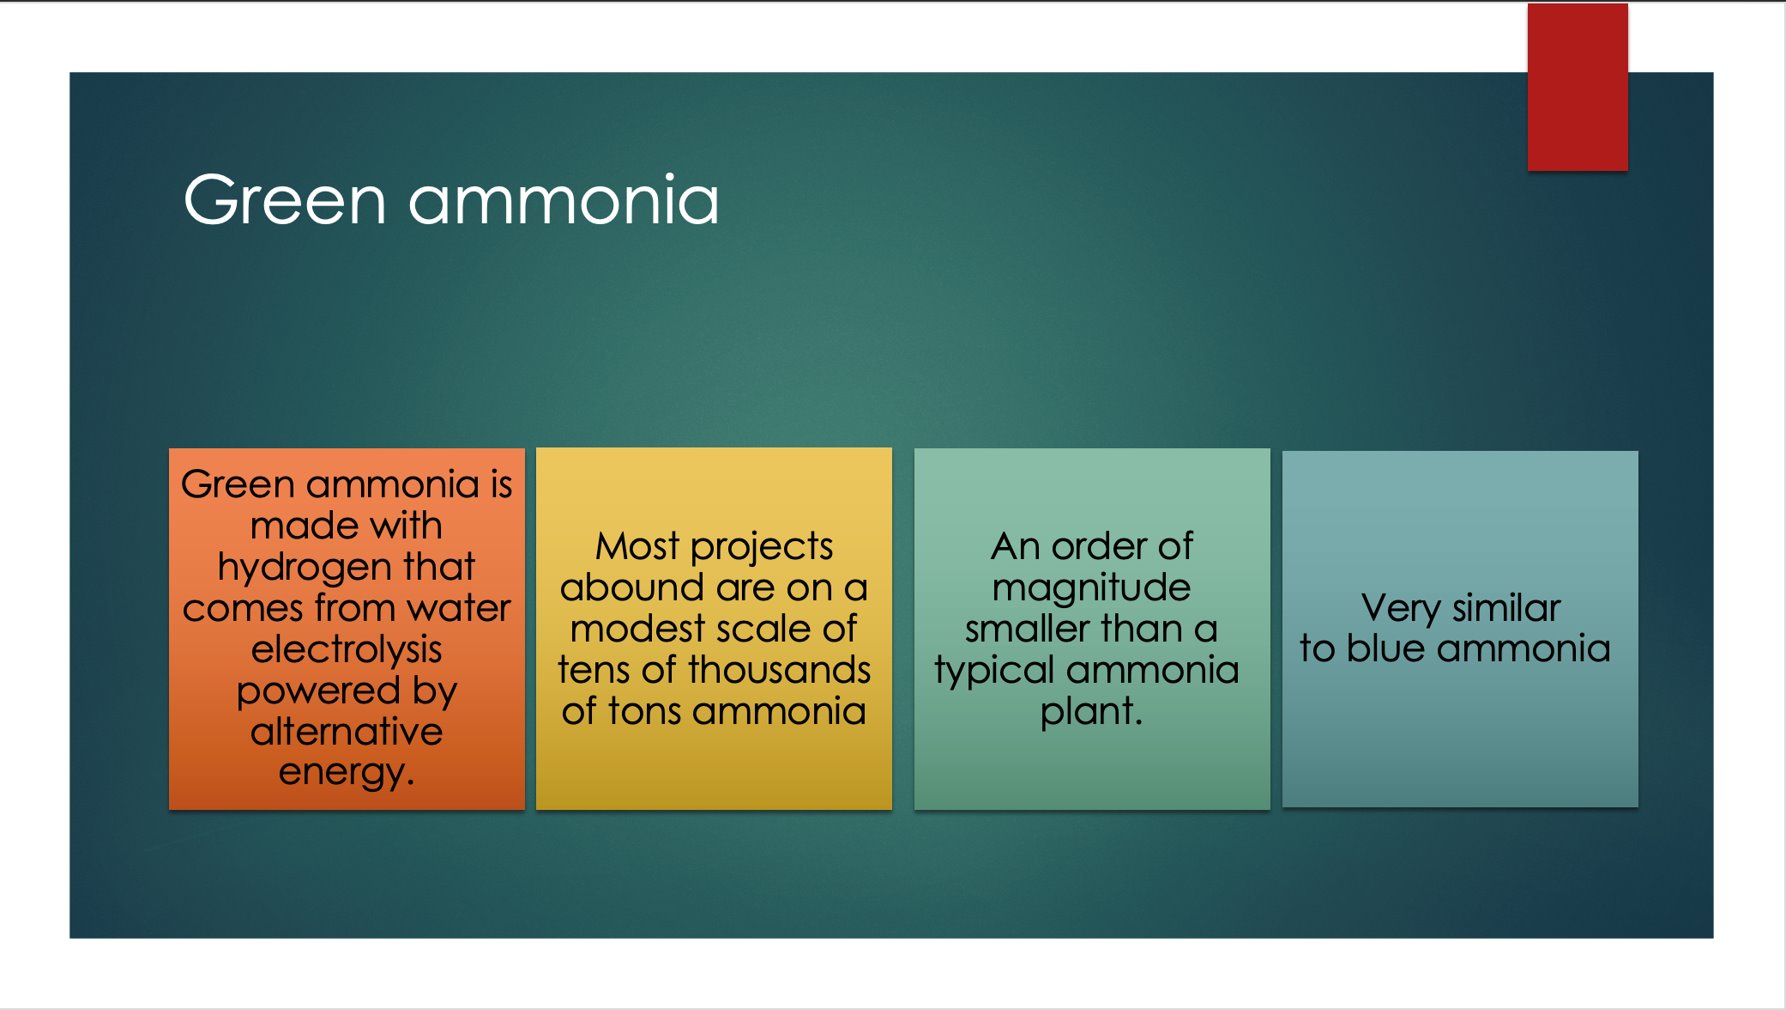 Green ammonia
Green ammonia is
made with
hydrogen that
comes from water
electrolysis
powered by
alternative
energy.
Most projects
abound are on a
modest scale of
tens of thousands
of tons ammonia
An order of
magnitude
smaller than a
typical ammonia
plant.
Very similar
to blue ammonia